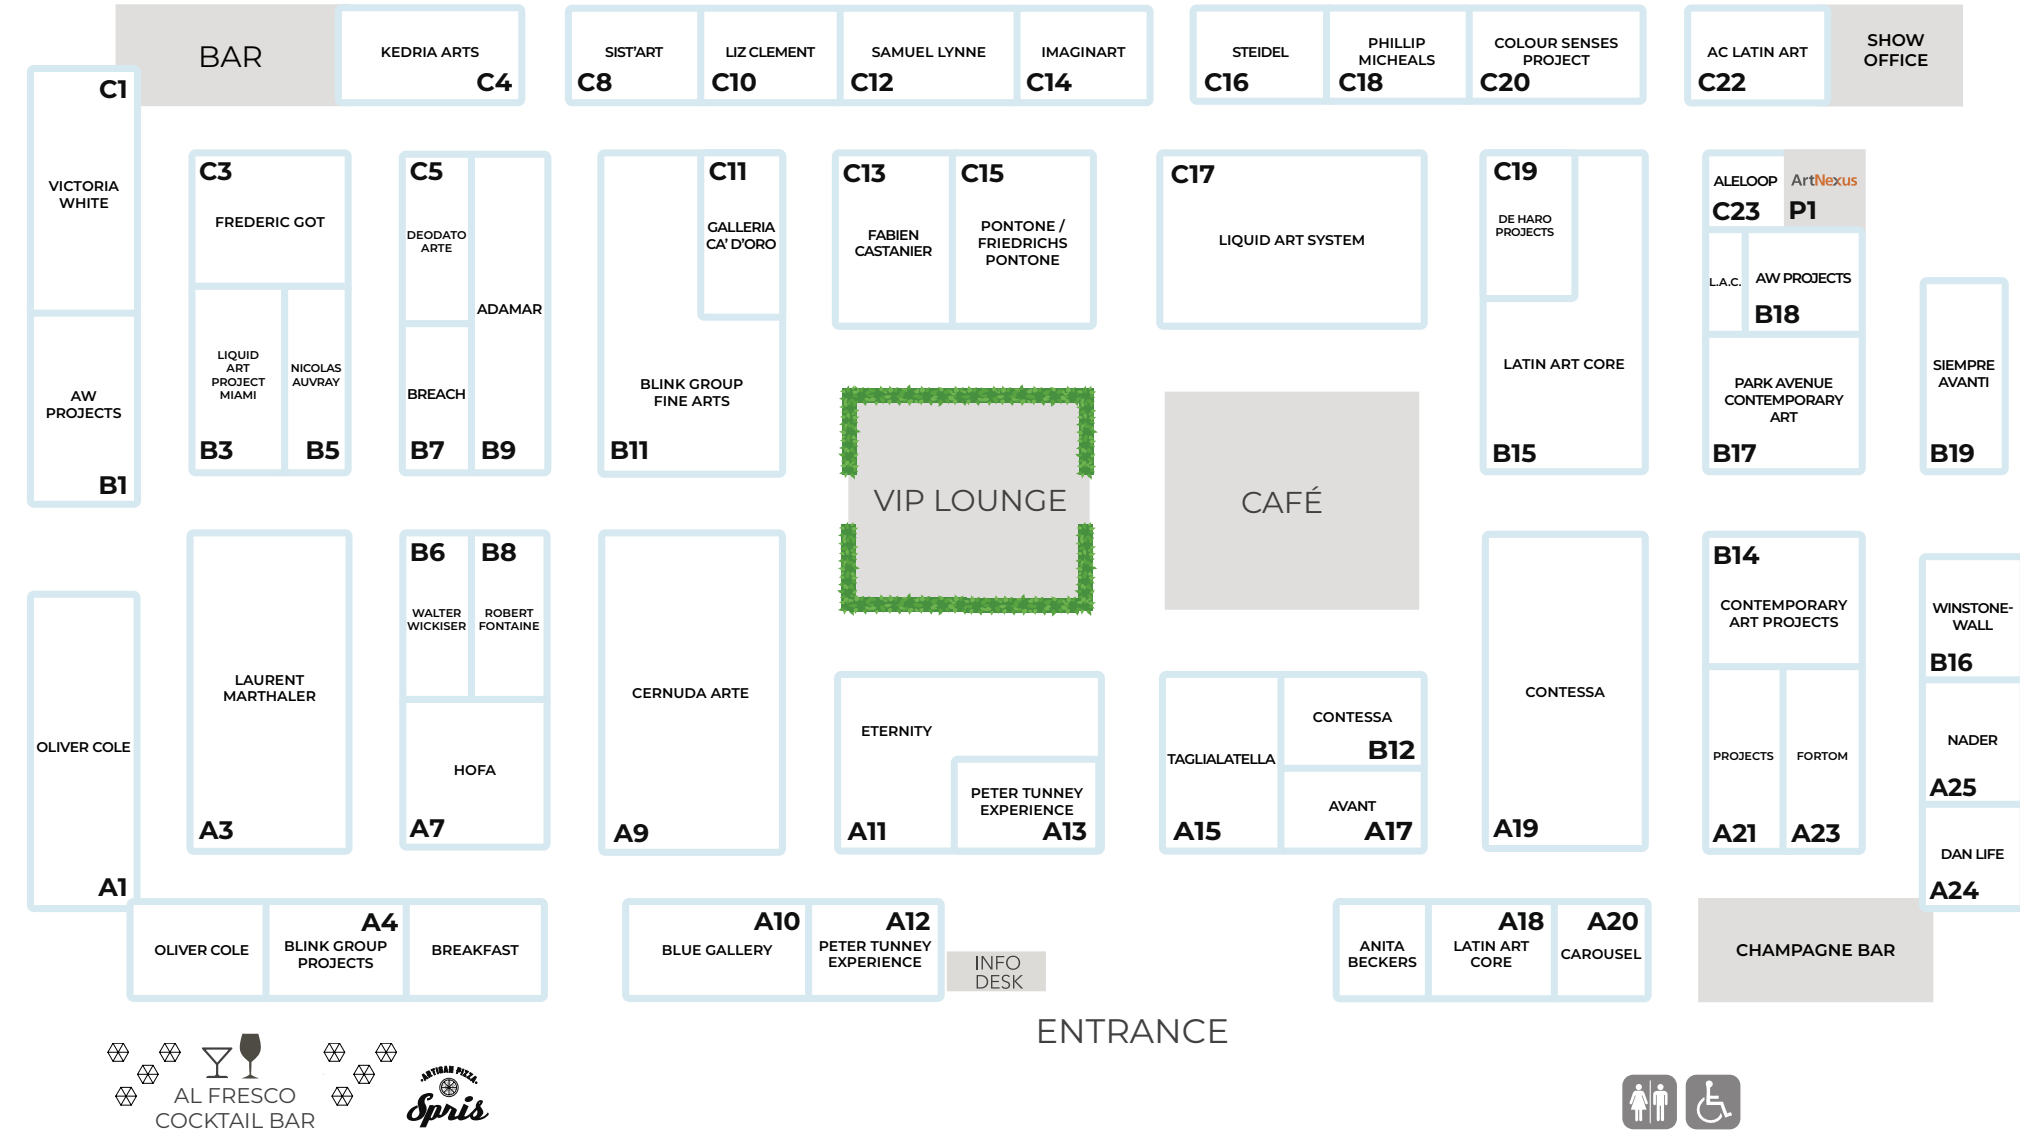 BAR
KEDRIA ARTS
C4
SIST'ART
C8
LIZ CLEMENT
C10
SAMUEL LYNNE
C12
IMAGINART
C14
STEIDEL
C16
PHILLIP
MICHEALS
C18
COLOUR SENSES
PROJECT
C20
AC LATIN ART
C22
SHOW
OFFICE
C1
VICTORIA
WHITE
AW
PROJECTS
B1
C3
FREDERIC GOT
LIQUID
ART
PROJECT
MIAMI
B3
NICOLAS
AUVRAY
B5
C5
DEODATO
ARTE
BREACH
B7
ADAMAR
B9
C11
GALLERIA
CA' D'ORO
BLINK GROUP
FINE ARTS
B11
C13
FABIEN
CASTANIER
C15
PONTONE /
FRIEDRICHS
PONTONE
C17
LIQUID ART SYSTEM
C19
DE HARO
PROJECTS
LATIN ART CORE
B15
ALELOOP
C23
ArtNexus
P1
L.A.C.
AW PROJECTS
B18
PARK AVENUE
CONTEMPORARY
ART
B17
SIEMPRE
AVANTI
B19
VIP LOUNGE
CAFÉ
OLIVER COLE
A1
LAURENT
MARTHALER
A3
B6
WALTER
WICKISER
B8
ROBERT
FONTAINE
HOFA
A7
CERNUDA ARTE
A9
ETERNITY
A11
PETER TUNNEY
EXPERIENCE
A13
TAGLIALATELLA
A15
CONTESSA
B12
AVANT
A17
CONTESSA
A19
B14
CONTEMPORARY
ART PROJECTS
PROJECTS
A21
FORTOM
A23
WINSTONE-
WALL
B16
NADER
A25
DAN LIFE
A24
OLIVER COLE
A4
BLINK GROUP
PROJECTS
BREAKFAST
A10
BLUE GALLERY
A12
PETER TUNNEY
EXPERIENCE
INFO
DESK
ANITA
BECKERS
A18
LATIN ART
CORE
A20
CAROUSEL
CHAMPAGNE BAR
ENTRANCE
AL FRESCO
COCKTAIL BAR
·ARTISAN PIZZA·
Spris